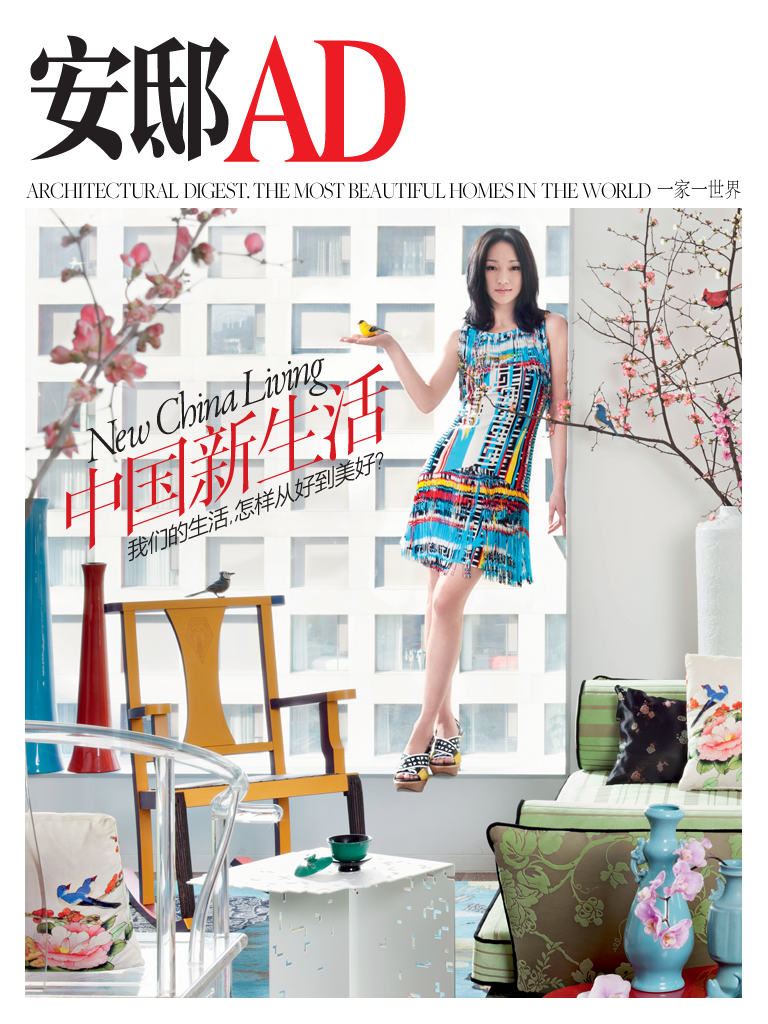 安邸AD
ARCHITECTURAL DIGEST. THE MOST BEAUTIFUL HOMES IN THE WORLD 一家一世界
New China Living
中国新生活
我们的生活,怎样从好到美好?